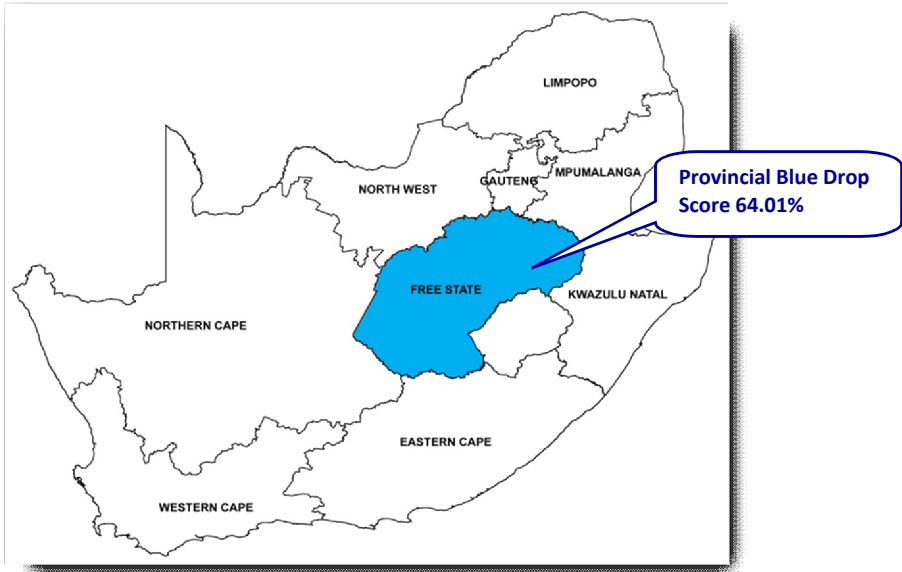 LIMPOPO
NORTH WEST
GAUTENG
MPUMALANGA
Provincial Blue Drop
Score 64.01%
FREE STATE
KWAZULU NATAL
NORTHERN CAPE
EASTERN CAPE
WESTERN CAPE